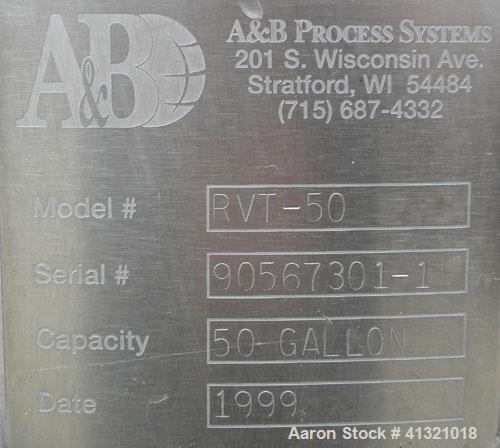 A&B
A&B PROCESS SYSTEMS
201 S. Wisconsin Ave.
Stratford, WI 54484
(715) 687-4332
Model # RVT-50
Serial # 90567301-1
Capacity 50 GALLON
Date 1999
Aaron Stock # 41321018